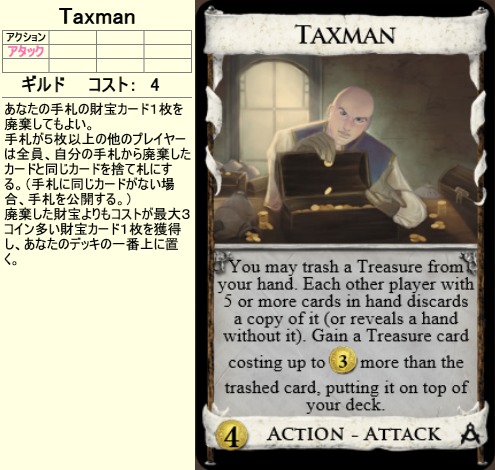 Taxman
アクション
アタック
ギルド コスト: 4
あなたの手札の財宝カード1枚を
廃棄してもよい。
手札が5枚以上の他のプレイヤー
は全員、自分の手札から廃棄した
カードと同じカードを捨て札にす
る。(手札に同じカードがない場
合、手札を公開する。)
廃棄した財宝よりもコストが最大3
コイン多い財宝カード1枚を獲得
し、あなたのデッキの一番上に置
く。
TAXMAN
You may trash a Treasure from
your hand. Each other player with
5 or more cards in hand discards
a copy of it (or reveals a hand
without it). Gain a Treasure card
costing up to 3 more than the
trashed card, putting it on top of
your deck.
4 ACTION - ATTACK